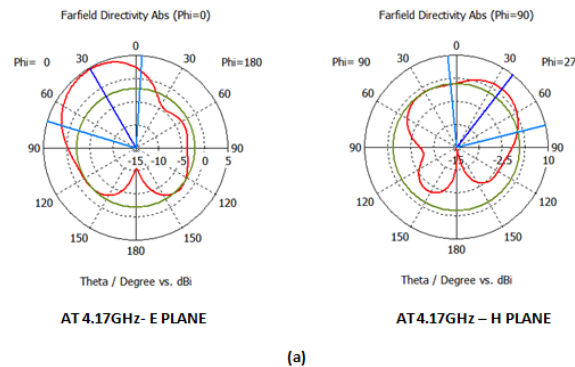 Farfield Directivity Abs (Phi=0)
0
30
30
Phi= 0
Phi=180
60
60
90
-15
-10
-5
0
5
90
120
120
150
150
180
Theta / Degree vs. dBi
AT 4.17GHz- E PLANE
Farfield Directivity Abs (Phi=90)
0
30
30
Phi= 90
Phi=27
60
60
90
-15
-2.5
10
90
120
120
150
150
180
Theta / Degree vs. dBi
AT 4.17GHz – H PLANE
(a)